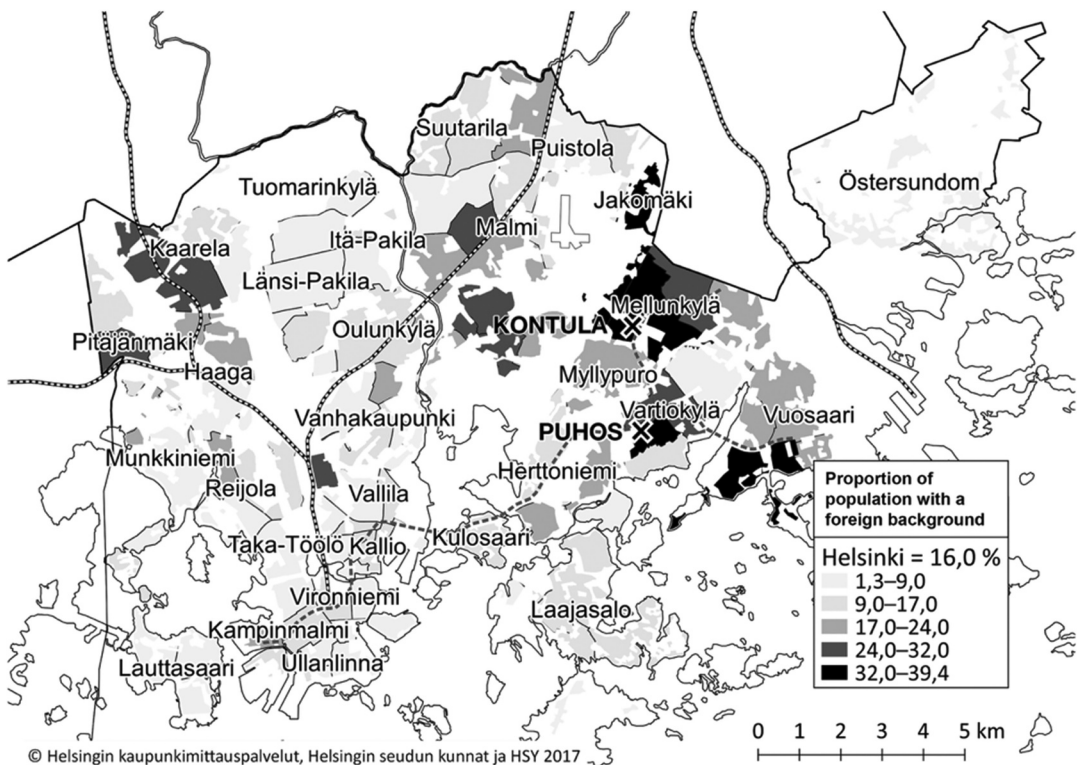 Suutarila
Puistola
Tuomarinkylä
Jakomäki
Östersundom
Itä-Pakila
Malmi
Kaarela
Länsi-Pakila
Mellunkylä
KONTULA
Oulunkylä
Pitäjänmäki
Haaga
Myllypuro
Vanhakaupunki
Vartiokylä
Vuosaari
PUHOS
Munkkiniemi
Herttoniemi
Reijola
Vallila
Taka-Töölö
Kallio
Kulosaari
Vironniemi
Laajasalo
Kampinmalmi
Lauttasaari
Ullanlinna
Proportion of
population with a
foreign background
Helsinki = 16,0 %
1,3–9,0
9,0–17,0
17,0–24,0
24,0–32,0
32,0–39,4
0 1 2 3 4 5 km
© Helsingin kaupunkimittauspalvelut, Helsingin seudun kunnat ja HSY 2017